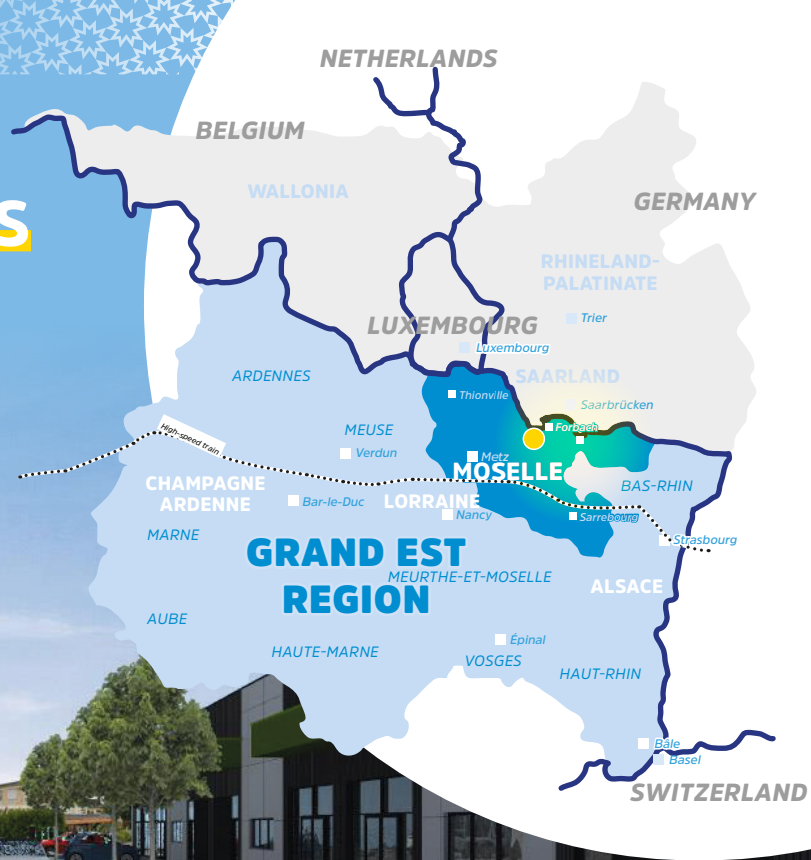 NETHERLANDS
BELGIUM
WALLONIA
GERMANY
S
RHINELAND-
PALATINATE
Trier
LUXEMBOURG
Luxembourg
SAARLAND
ARDENNES
Thionville
Saarbrücken
Forbach
MEUSE
High-speed train
Verdun
Metz
MOSELLE
CHAMPAGNE
ARDENNE
BAS-RHIN
Bar-le-Duc
LORRAINE
Nancy
Sarrebourg
MARNE
Strasbourg
GRAND EST
REGION
MEURTHE-ET-MOSELLE
ALSACE
AUBE
Épinal
HAUTE-MARNE
VOSGES
HAUT-RHIN
Bâle
Basel
SWITZERLAND